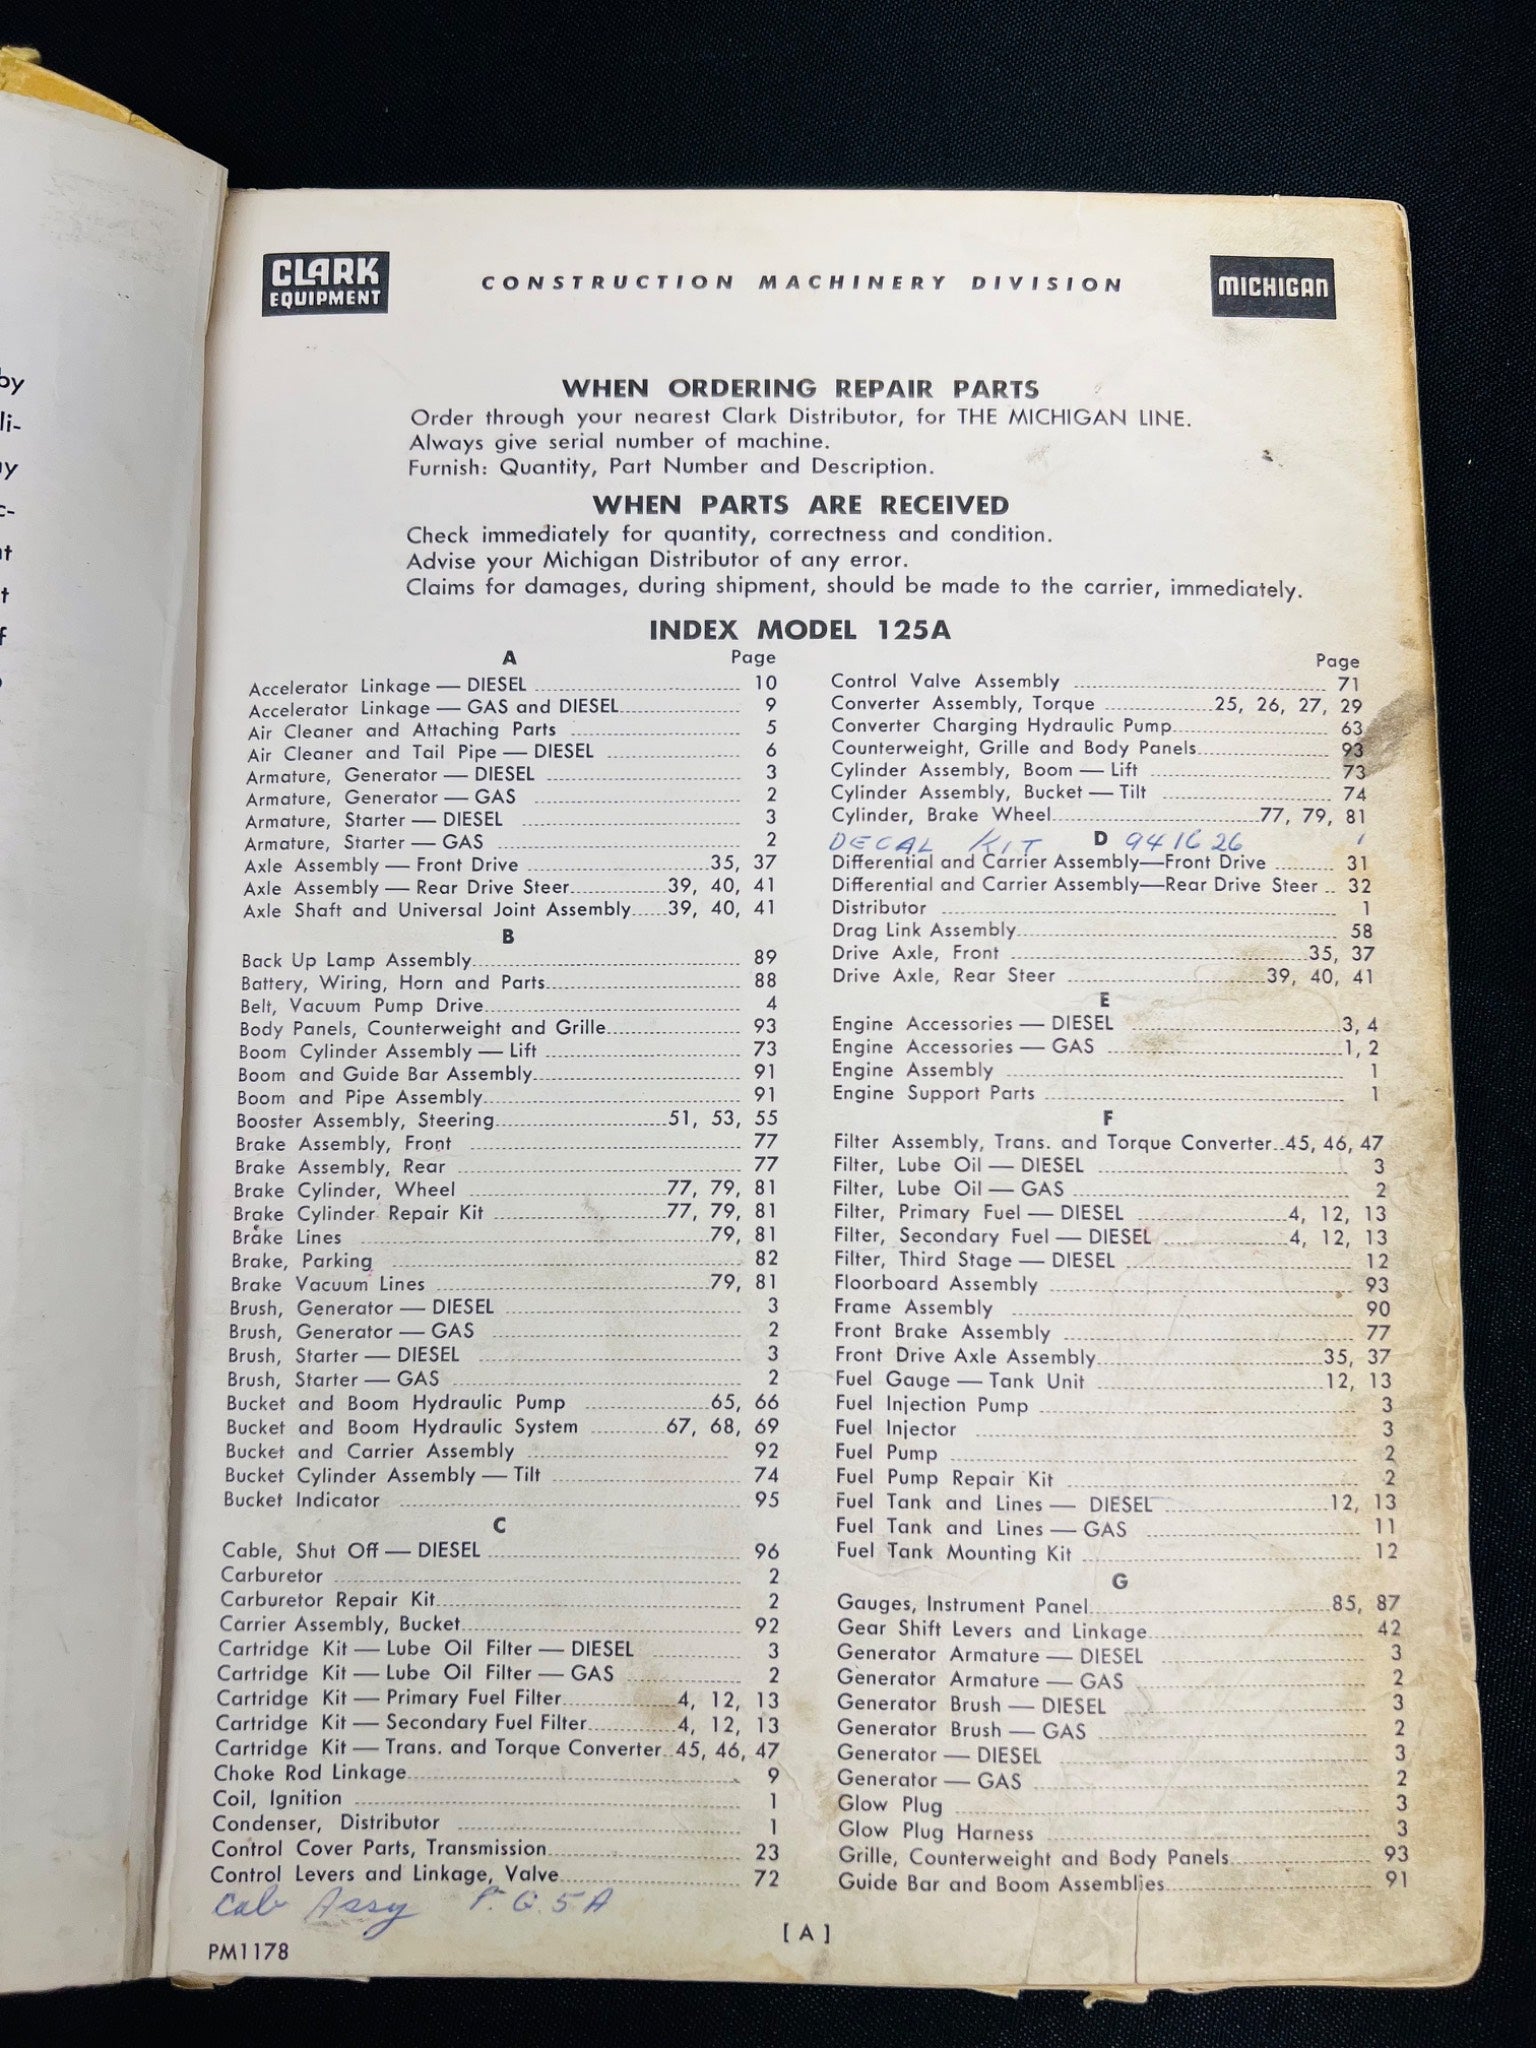 by
li-
ay
c-
at
t
f
CLARK
EQUIPMENT
CONSTRUCTION MACHINERY DIVISION
MICHIGAN
WHEN ORDERING REPAIR PARTS
Order through your nearest Clark Distributor, for THE MICHIGAN LINE.
Always give serial number of machine.
Furnish: Quantity, Part Number and Description.
WHEN PARTS ARE RECEIVED
Check immediately for quantity, correctness and condition.
Advise your Michigan Distributor of any error.
Claims for damages, during shipment, should be made to the carrier, immediately.
INDEX MODEL 125A
A Page
Accelerator Linkage — DIESEL 10
Accelerator Linkage — GAS and DIESEL 9
Air Cleaner and Attaching Parts 5
Air Cleaner and Tail Pipe — DIESEL 6
Armature, Generator — DIESEL 3
Armature, Generator — GAS 2
Armature, Starter — DIESEL 3
Armature, Starter — GAS 2
Axle Assembly — Front Drive 35, 37
Axle Assembly — Rear Drive Steer 39, 40, 41
Axle Shaft and Universal Joint Assembly 39, 40, 41
B
Back Up Lamp Assembly 89
Battery, Wiring, Horn and Parts 88
Belt, Vacuum Pump Drive 4
Body Panels, Counterweight and Grille 93
Boom Cylinder Assembly — Lift 73
Boom and Guide Bar Assembly 91
Boom and Pipe Assembly 91
Booster Assembly, Steering 51, 53, 55
Brake Assembly, Front 77
Brake Assembly, Rear 77
Brake Cylinder, Wheel 77, 79, 81
Brake Cylinder Repair Kit 77, 79, 81
Brake Lines 79, 81
Brake, Parking 82
Brake Vacuum Lines 79, 81
Brush, Generator — DIESEL 3
Brush, Generator — GAS 2
Brush, Starter — DIESEL 3
Brush, Starter — GAS 2
Bucket and Boom Hydraulic Pump 65, 66
Bucket and Boom Hydraulic System 67, 68, 69
Bucket and Carrier Assembly 92
Bucket Cylinder Assembly — Tilt 74
Bucket Indicator 95
C
Cable, Shut Off — DIESEL 96
Carburetor 2
Carburetor Repair Kit 2
Carrier Assembly, Bucket 92
Cartridge Kit — Lube Oil Filter — DIESEL 3
Cartridge Kit — Lube Oil Filter — GAS 2
Cartridge Kit — Primary Fuel Filter 4, 12, 13
Cartridge Kit — Secondary Fuel Filter 4, 12, 13
Cartridge Kit — Trans. and Torque Converter 45, 46, 47
Choke Rod Linkage 9
Coil, Ignition 1
Condenser, Distributor 1
Control Cover Parts, Transmission 23
Control Levers and Linkage, Valve 72
Cab Assy P.G. 5A
Page
Control Valve Assembly 71
Converter Assembly, Torque 25, 26, 27, 29
Converter Charging Hydraulic Pump 63
Counterweight, Grille and Body Panels 93
Cylinder Assembly, Boom — Lift 73
Cylinder Assembly, Bucket — Tilt 74
Cylinder, Brake Wheel 77, 79, 81
DECAL KIT D 941626 1
Differential and Carrier Assembly—Front Drive 31
Differential and Carrier Assembly—Rear Drive Steer 32
Distributor 1
Drag Link Assembly 58
Drive Axle, Front 35, 37
Drive Axle, Rear Steer 39, 40, 41
E
Engine Accessories — DIESEL 3, 4
Engine Accessories — GAS 1, 2
Engine Assembly 1
Engine Support Parts 1
F
Filter Assembly, Trans. and Torque Converter 45, 46, 47
Filter, Lube Oil — DIESEL 3
Filter, Lube Oil — GAS 2
Filter, Primary Fuel — DIESEL 4, 12, 13
Filter, Secondary Fuel — DIESEL 4, 12, 13
Filter, Third Stage — DIESEL 12
Floorboard Assembly 93
Frame Assembly 90
Front Brake Assembly 77
Front Drive Axle Assembly 35, 37
Fuel Gauge — Tank Unit 12, 13
Fuel Injection Pump 3
Fuel Injector 3
Fuel Pump 2
Fuel Pump Repair Kit 2
Fuel Tank and Lines — DIESEL 12, 13
Fuel Tank and Lines — GAS 11
Fuel Tank Mounting Kit 12
G
Gauges, Instrument Panel 85, 87
Gear Shift Levers and Linkage 42
Generator Armature — DIESEL 3
Generator Armature — GAS 2
Generator Brush — DIESEL 3
Generator Brush — GAS 2
Generator — DIESEL 3
Generator — GAS 2
Glow Plug 3
Glow Plug Harness 3
Grille, Counterweight and Body Panels 93
Guide Bar and Boom Assemblies 91
[ A ]
PM1178